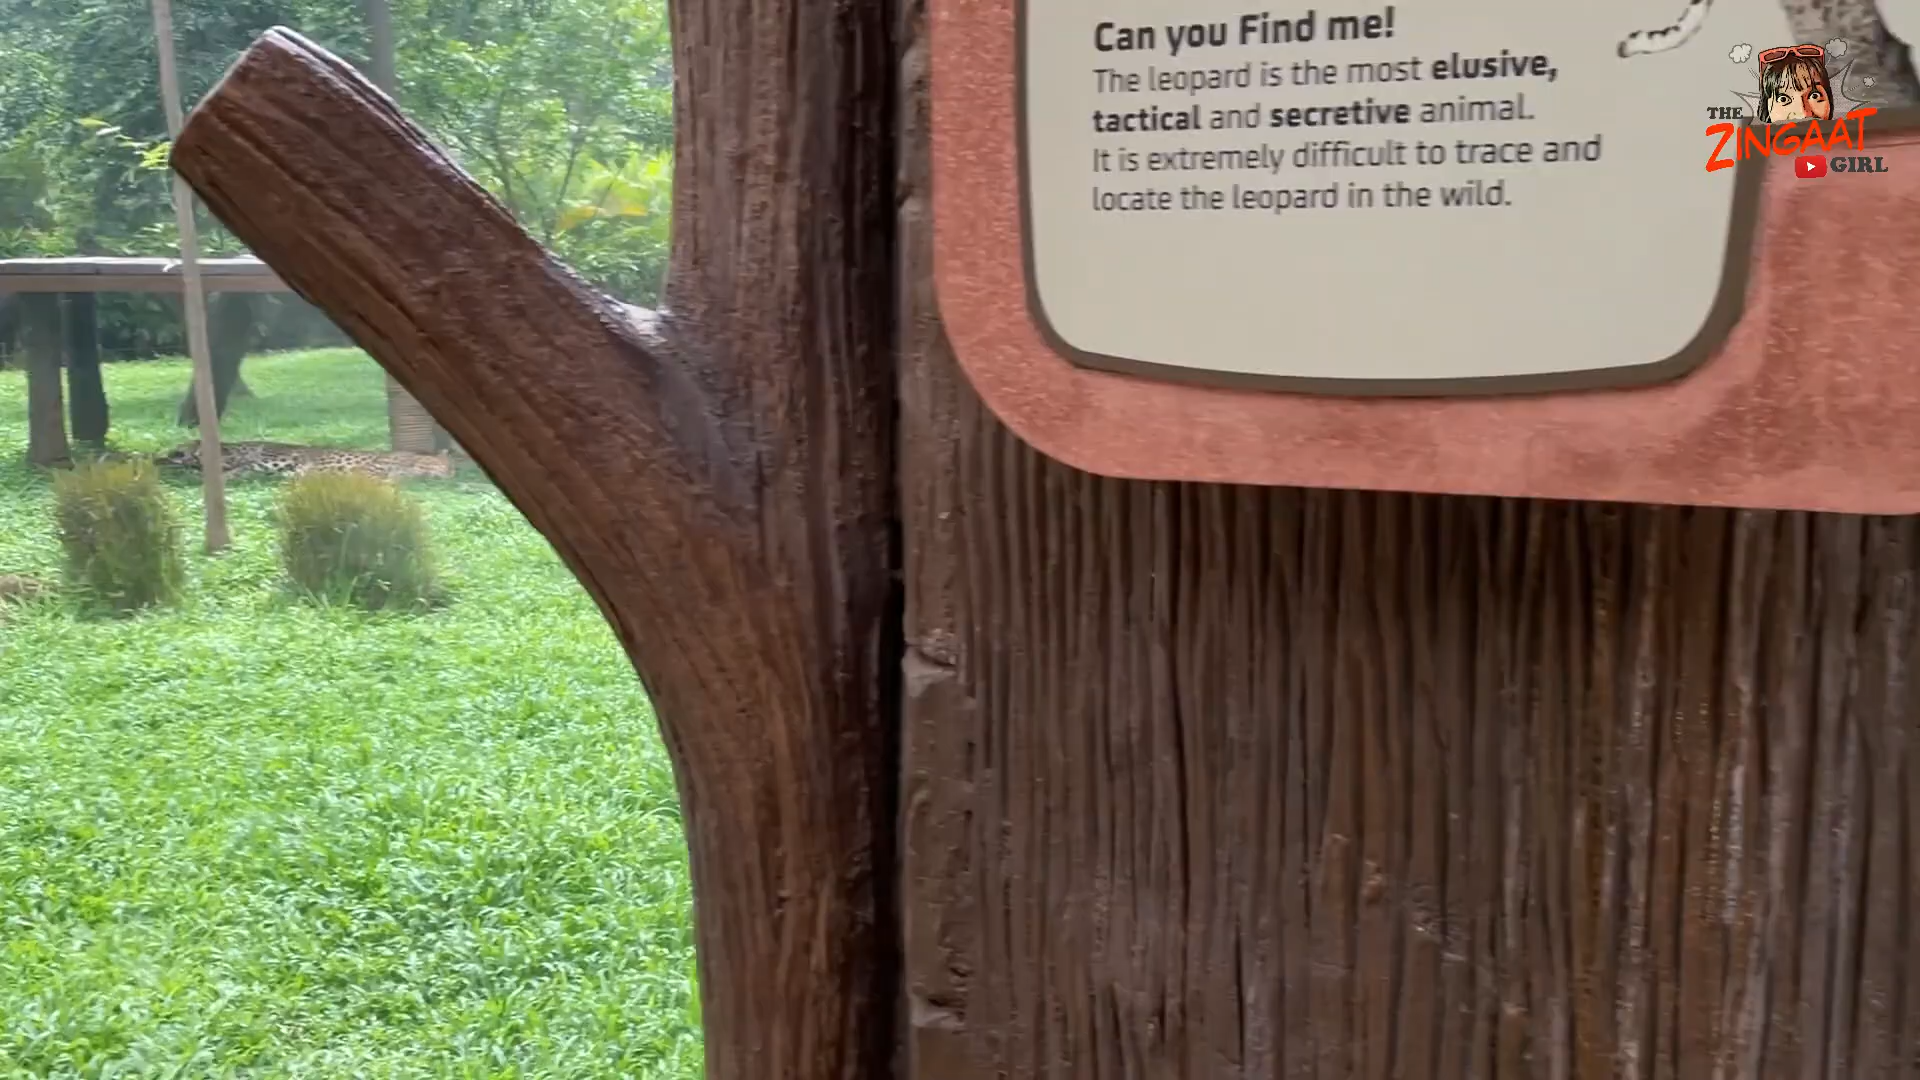 Can you Find me!
The leopard is the most elusive,
tactical and secretive animal.
It is extremely difficult to trace and
locate the leopard in the wild.
THE
ZINGAAT
GIRL